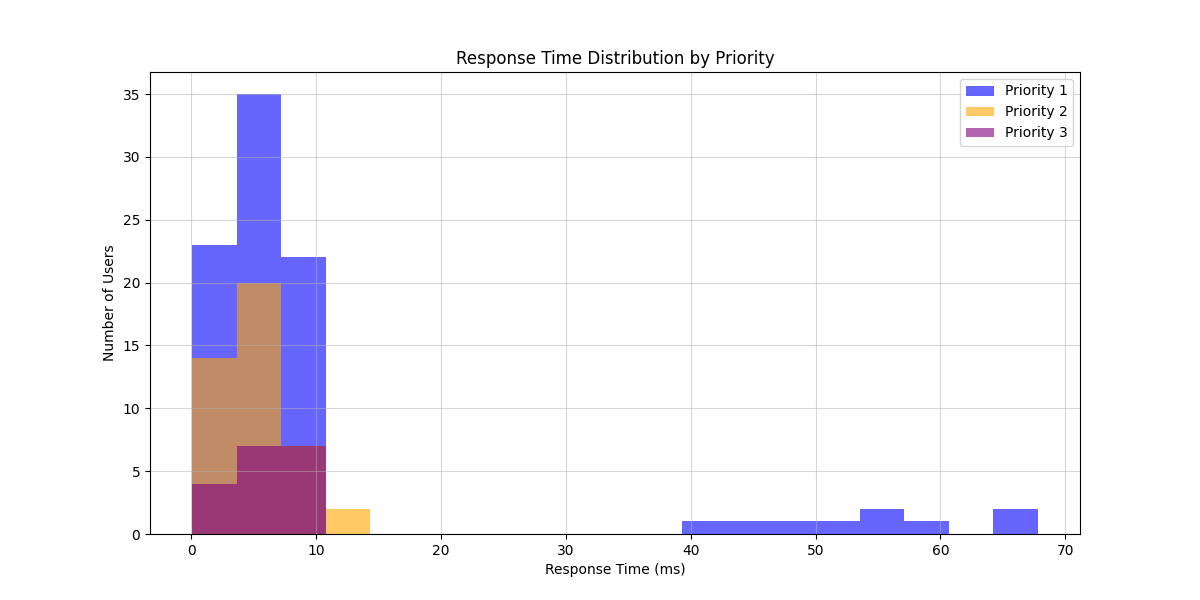 Response Time Distribution by Priority
Priority 1
Priority 2
Priority 3
35
30
25
20
15
10
5
0
Number of Users
0 10 20 30 40 50 60 70
Response Time (ms)